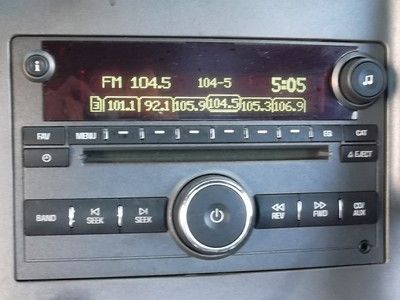 FM 104.5 104-5 5:05
3 101.1 92.1 105.9 104.5 105.3 106.9
FAV MENU EQ CAT
EJECT
BAND SEEK SEEK REV FWD CD/AUX